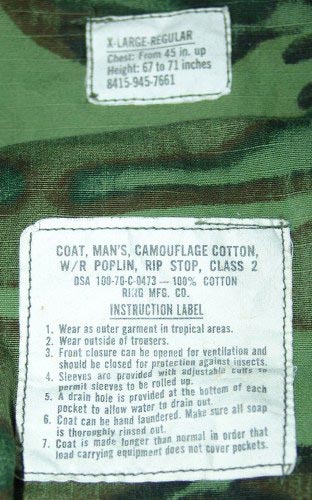 X-LARGE-REGULAR
Chest: From 45 in. up
Height: 67 to 71 inches
8415-945-7661
COAT, MAN'S, CAMOUFLAGE COTTON,
W/R POPLIN, RIP STOP, CLASS 2
DSA 100-70-C-0473 — 100% COTTON
RING MFG. CO.
INSTRUCTION LABEL
1. Wear as outer garment in tropical areas.
2. Wear outside of trousers.
3. Front closure can be opened for ventilation and
should be closed for protection against insects.
4. Sleeves are provided with adjustable cuffs to
permit sleeves to be rolled up.
5. A drain hole is provided at the bottom of each
pocket to allow water to drain out.
6. Coat can be hand laundered. Make sure all soap
is thoroughly rinsed out.
7. Coat is made longer than normal in order that
load carrying equipment does not cover pockets.